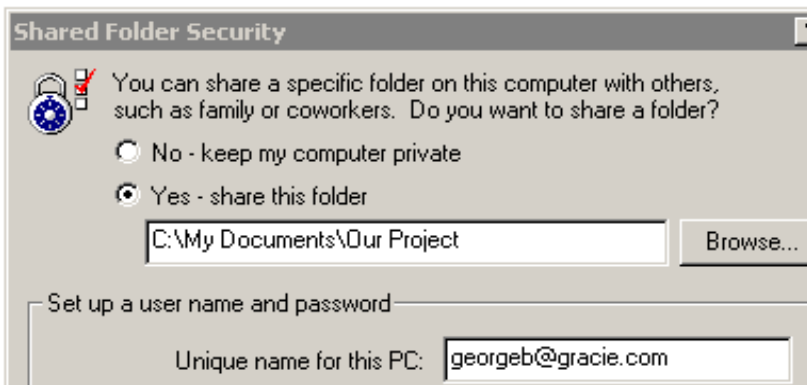 Shared Folder Security
You can share a specific folder on this computer with others,
such as family or coworkers. Do you want to share a folder?
No - keep my computer private
Yes - share this folder
C:\My Documents\Our Project
Browse...
Set up a user name and password
Unique name for this PC: georgeb@gracie.com